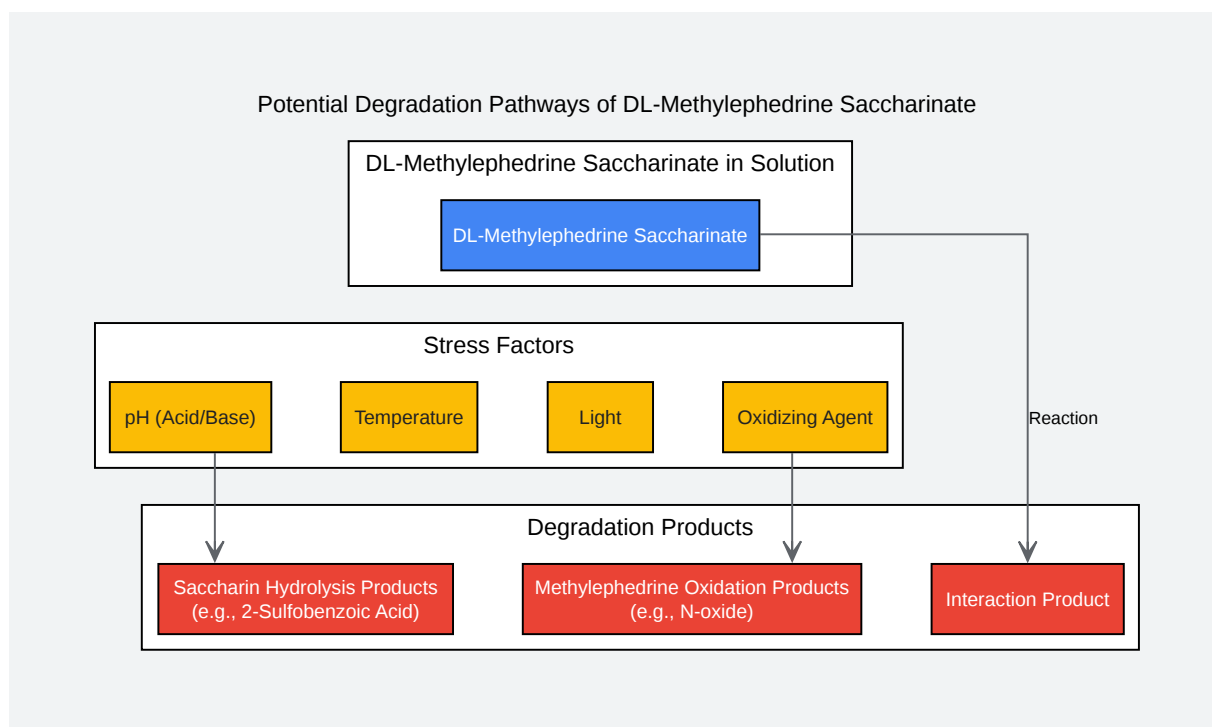 Potential Degradation Pathways of DL-Methylephedrine Saccharinate
DL-Methylephedrine Saccharinate in Solution
DL-Methylephedrine Saccharinate
Stress Factors
pH (Acid/Base)
Temperature
Light
Oxidizing Agent
Reaction
Degradation Products
Saccharin Hydrolysis Products
(e.g., 2-Sulfobenzoic Acid)
Methylephedrine Oxidation Products
(e.g., N-oxide)
Interaction Product